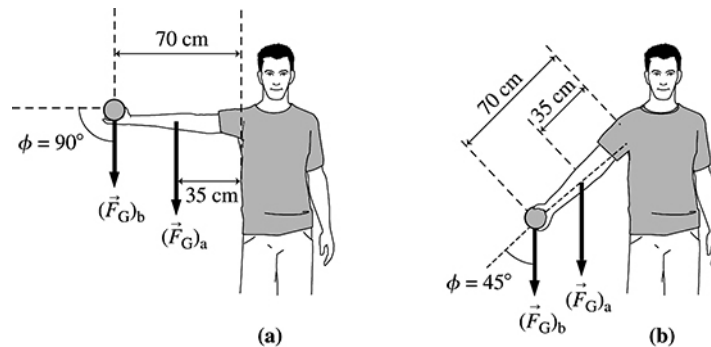 70 cm
ϕ = 90°
35 cm
(F⃗G)b
(F⃗G)a
(a)
70 cm
35 cm
ϕ = 45°
(F⃗G)a
(F⃗G)b
(b)